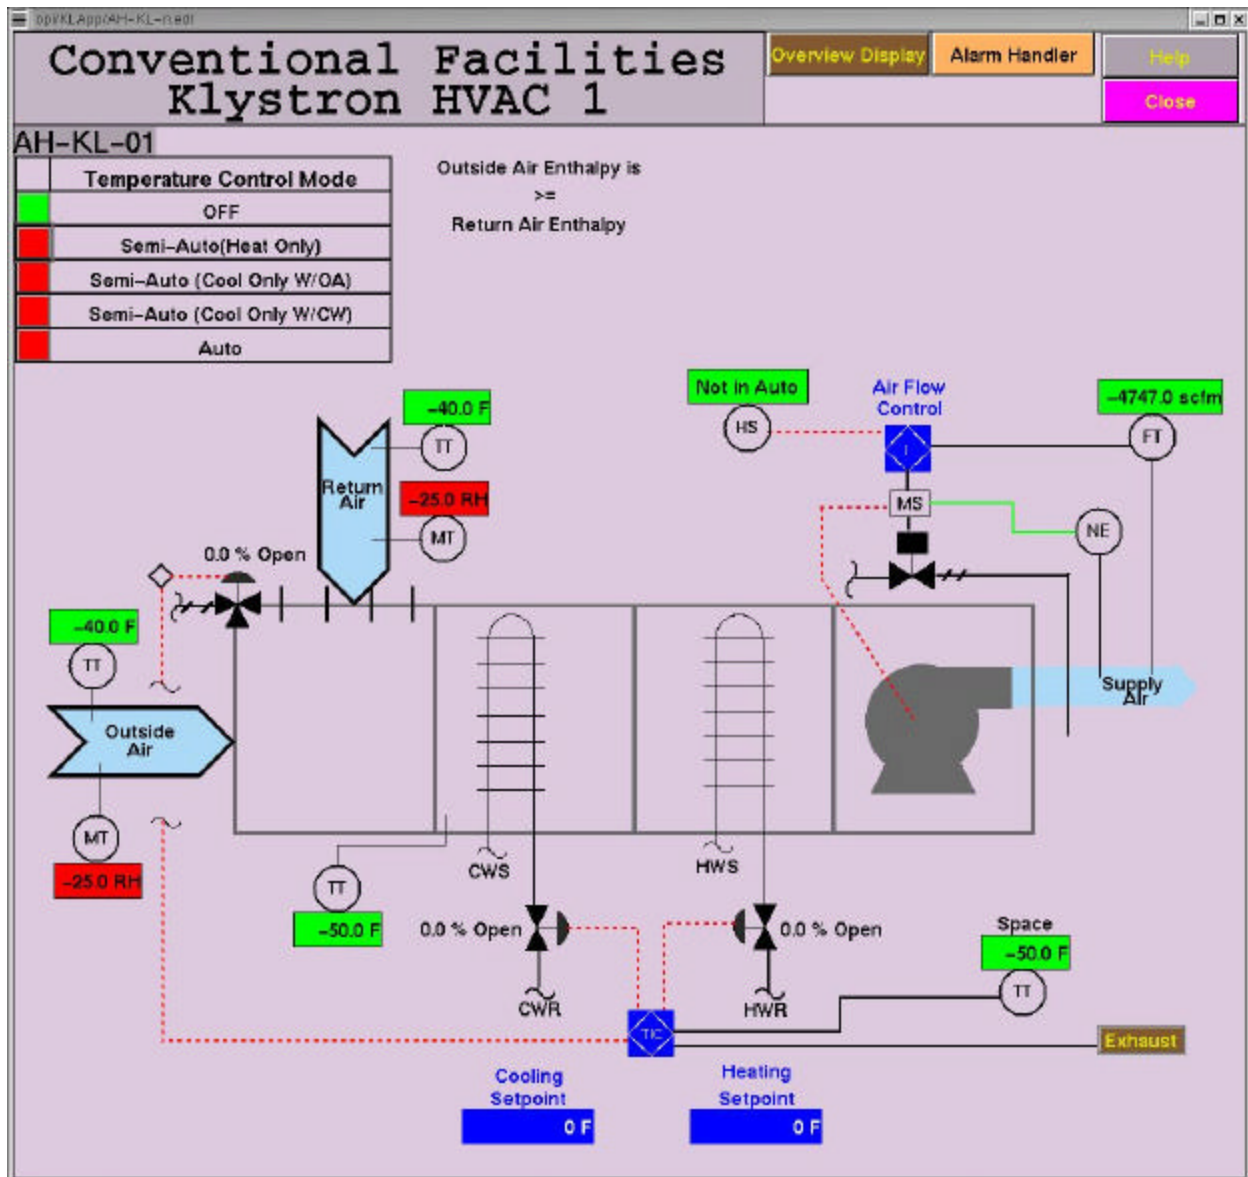 opi/KLApp/AH-KL-n.edl
Conventional Facilities
Klystron HVAC 1
Overview Display
Alarm Handler
Help
Close
AH-KL-01
Temperature Control Mode
OFF
Semi-Auto(Heat Only)
Semi-Auto (Cool Only W/OA)
Semi-Auto (Cool Only W/CW)
Auto
Outside Air Enthalpy is
>=
Return Air Enthalpy
Not in Auto
HS
Air Flow
Control
-4747.0 scfm
FT
MS
NE
-40.0 F
TT
Return
Air
-25.0 RH
MT
0.0 % Open
-40.0 F
TT
Outside
Air
MT
-25.0 RH
Supply
Air
CWS
HWS
TT
-50.0 F
0.0 % Open
0.0 % Open
CWR
HWR
Space
-50.0 F
TT
TIC
Exhaust
Cooling
Setpoint
0 F
Heating
Setpoint
0 F